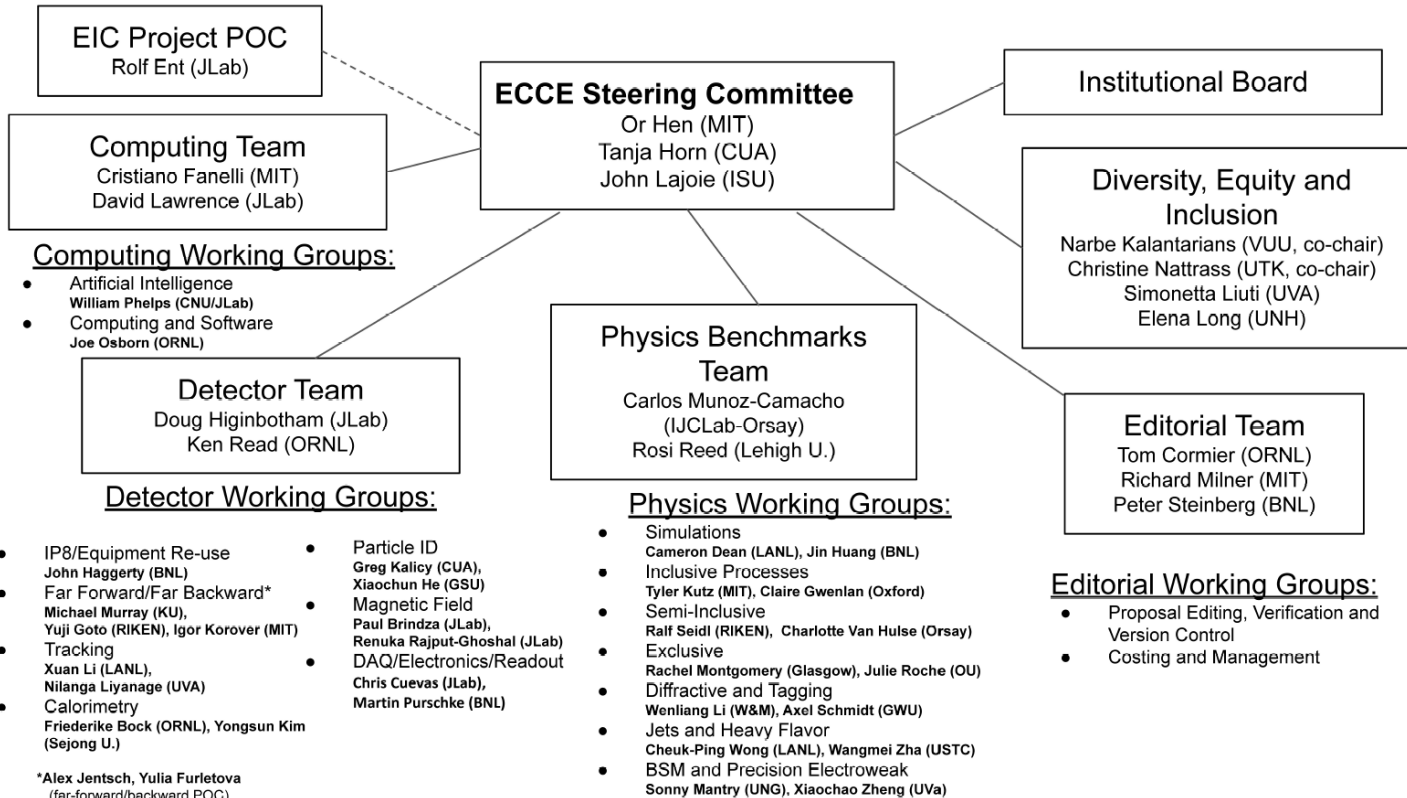 EIC Project POC
Rolf Ent (JLab)
ECCE Steering Committee
Or Hen (MIT)
Tanja Horn (CUA)
John Lajoie (ISU)
Institutional Board
Computing Team
Cristiano Fanelli (MIT)
David Lawrence (JLab)
Diversity, Equity and
Inclusion
Narbe Kalantarians (VUU, co-chair)
Christine Nattrass (UTK, co-chair)
Simonetta Liuti (UVA)
Elena Long (UNH)
Computing Working Groups:
● Artificial Intelligence
William Phelps (CNU/JLab)
● Computing and Software
Joe Osborn (ORNL)
Detector Team
Doug Higinbotham (JLab)
Ken Read (ORNL)
Physics Benchmarks
Team
Carlos Munoz-Camacho
(IJCLab-Orsay)
Rosi Reed (Lehigh U.)
Editorial Team
Tom Cormier (ORNL)
Richard Milner (MIT)
Peter Steinberg (BNL)
Detector Working Groups:
● IP8/Equipment Re-use
John Haggerty (BNL)
● Far Forward/Far Backward*
Michael Murray (KU),
Yuji Goto (RIKEN), Igor Korover (MIT)
● Tracking
Xuan Li (LANL),
Nilanga Liyanage (UVA)
● Calorimetry
Friederike Bock (ORNL), Yongsun Kim
(Sejong U.)
*Alex Jentsch, Yulia Furletova
(far-forward/backward POC)
● Particle ID
Greg Kalicy (CUA),
Xiaochun He (GSU)
● Magnetic Field
Paul Brindza (JLab),
Renuka Rajput-Ghoshal (JLab)
● DAQ/Electronics/Readout
Chris Cuevas (JLab),
Martin Purschke (BNL)
Physics Working Groups:
● Simulations
Cameron Dean (LANL), Jin Huang (BNL)
● Inclusive Processes
Tyler Kutz (MIT), Claire Gwenlan (Oxford)
● Semi-Inclusive
Ralf Seidl (RIKEN), Charlotte Van Hulse (Orsay)
● Exclusive
Rachel Montgomery (Glasgow), Julie Roche (OU)
● Diffractive and Tagging
Wenliang Li (W&M), Axel Schmidt (GWU)
● Jets and Heavy Flavor
Cheuk-Ping Wong (LANL), Wangmei Zha (USTC)
● BSM and Precision Electroweak
Sonny Mantry (UNG), Xiaochao Zheng (UVa)
Editorial Working Groups:
● Proposal Editing, Verification and
Version Control
● Costing and Management